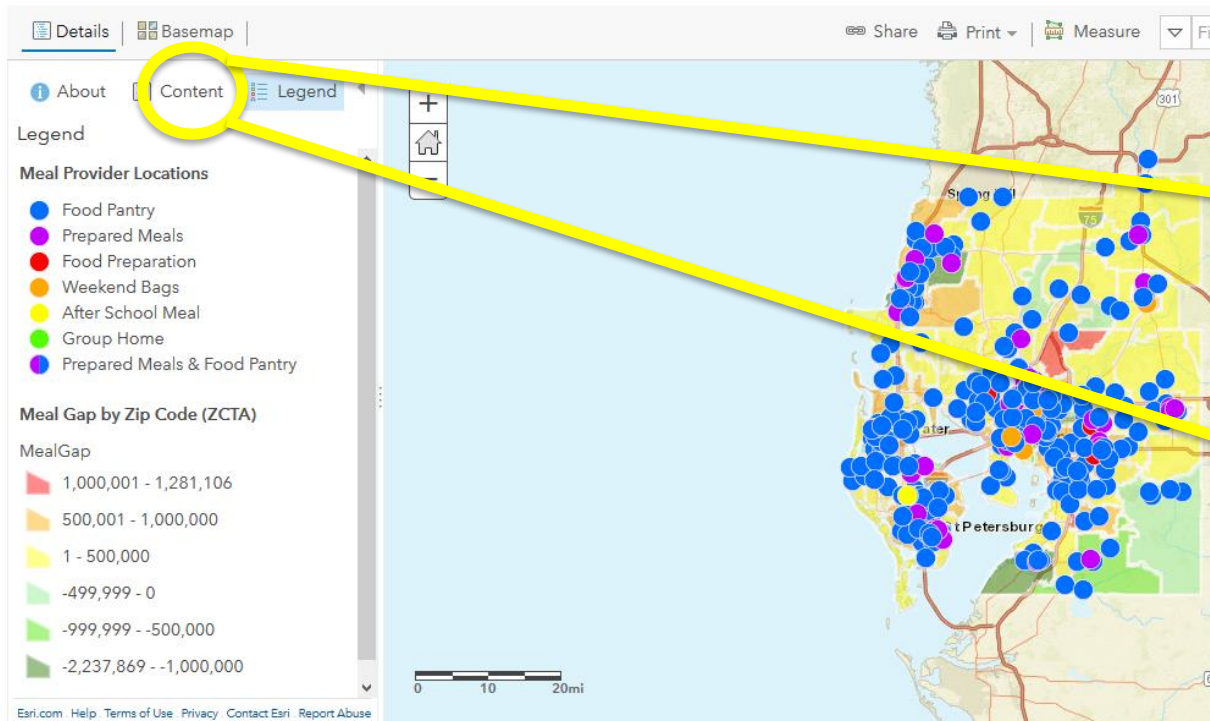 Details Basemap Share Print Measure
About Content Legend
Legend
Meal Provider Locations
Food Pantry
Prepared Meals
Food Preparation
Weekend Bags
After School Meal
Group Home
Prepared Meals & Food Pantry
Meal Gap by Zip Code (ZCTA)
MealGap
1,000,001 - 1,281,106
500,001 - 1,000,000
1 - 500,000
-499,999 - 0
-999,999 - -500,000
-2,237,869 - -1,000,000
Esri.com Help Terms of Use Privacy Contact Esri Report Abuse
+
301
75
St Petersburg
0 10 20mi